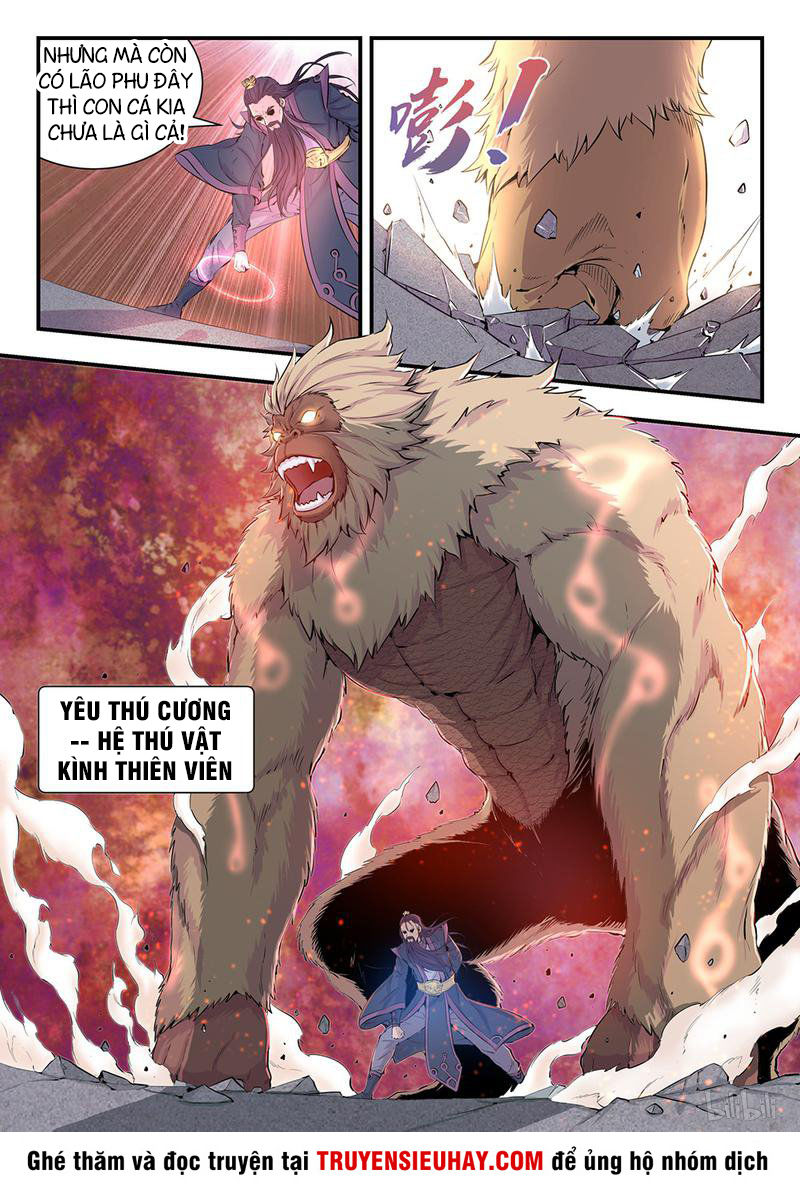 NHƯNG MÀ CÒN
CÓ LÃO PHU ĐÂY
THÌ CON CÁ KIA
CHƯA LÀ GÌ CẢ!
嘭!
YÊU THÚ CƯƠNG
-- HỆ THÚ VẬT
KÌNH THIÊN VIÊN
bilibili
Ghé thăm và đọc truyện tại TRUYENSIEUHAY.COM để ủng hộ nhóm dịch